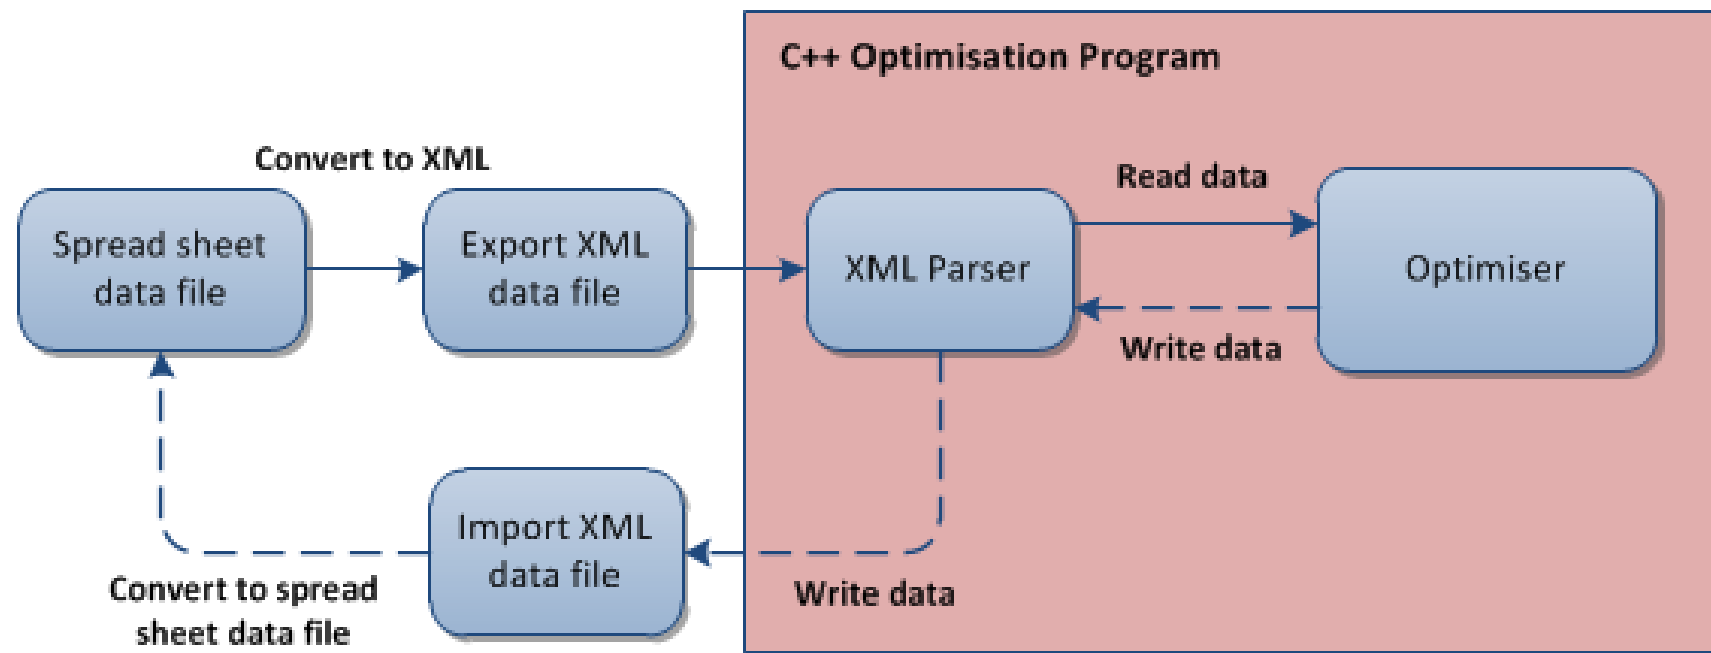 C++ Optimisation Program
Convert to XML
Read data
Spread sheet
data file
Export XML
data file
XML Parser
Optimiser
Write data
Import XML
data file
Convert to spread
sheet data file
Write data